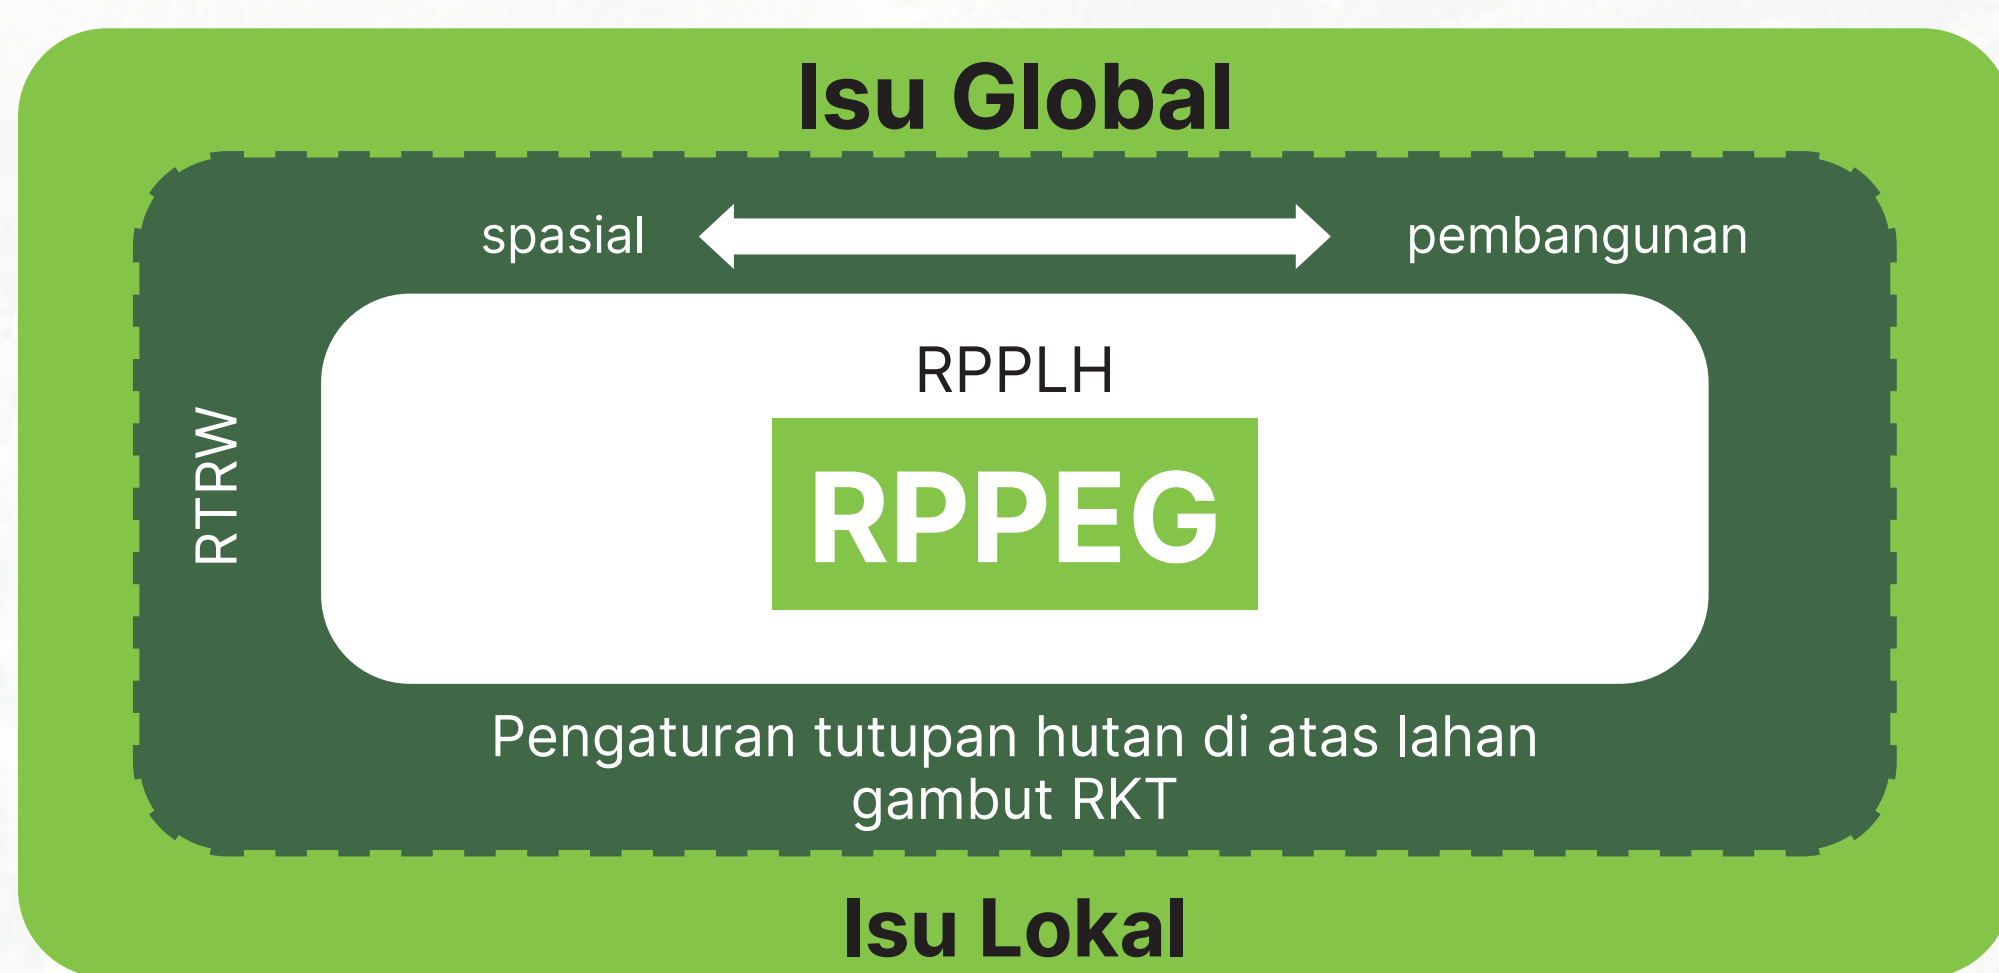 Isu Global
spasial
pembangunan
RPPLH
RTRW
RPPEG
Pengaturan tutupan hutan di atas lahan
gambut RKT
Isu Lokal